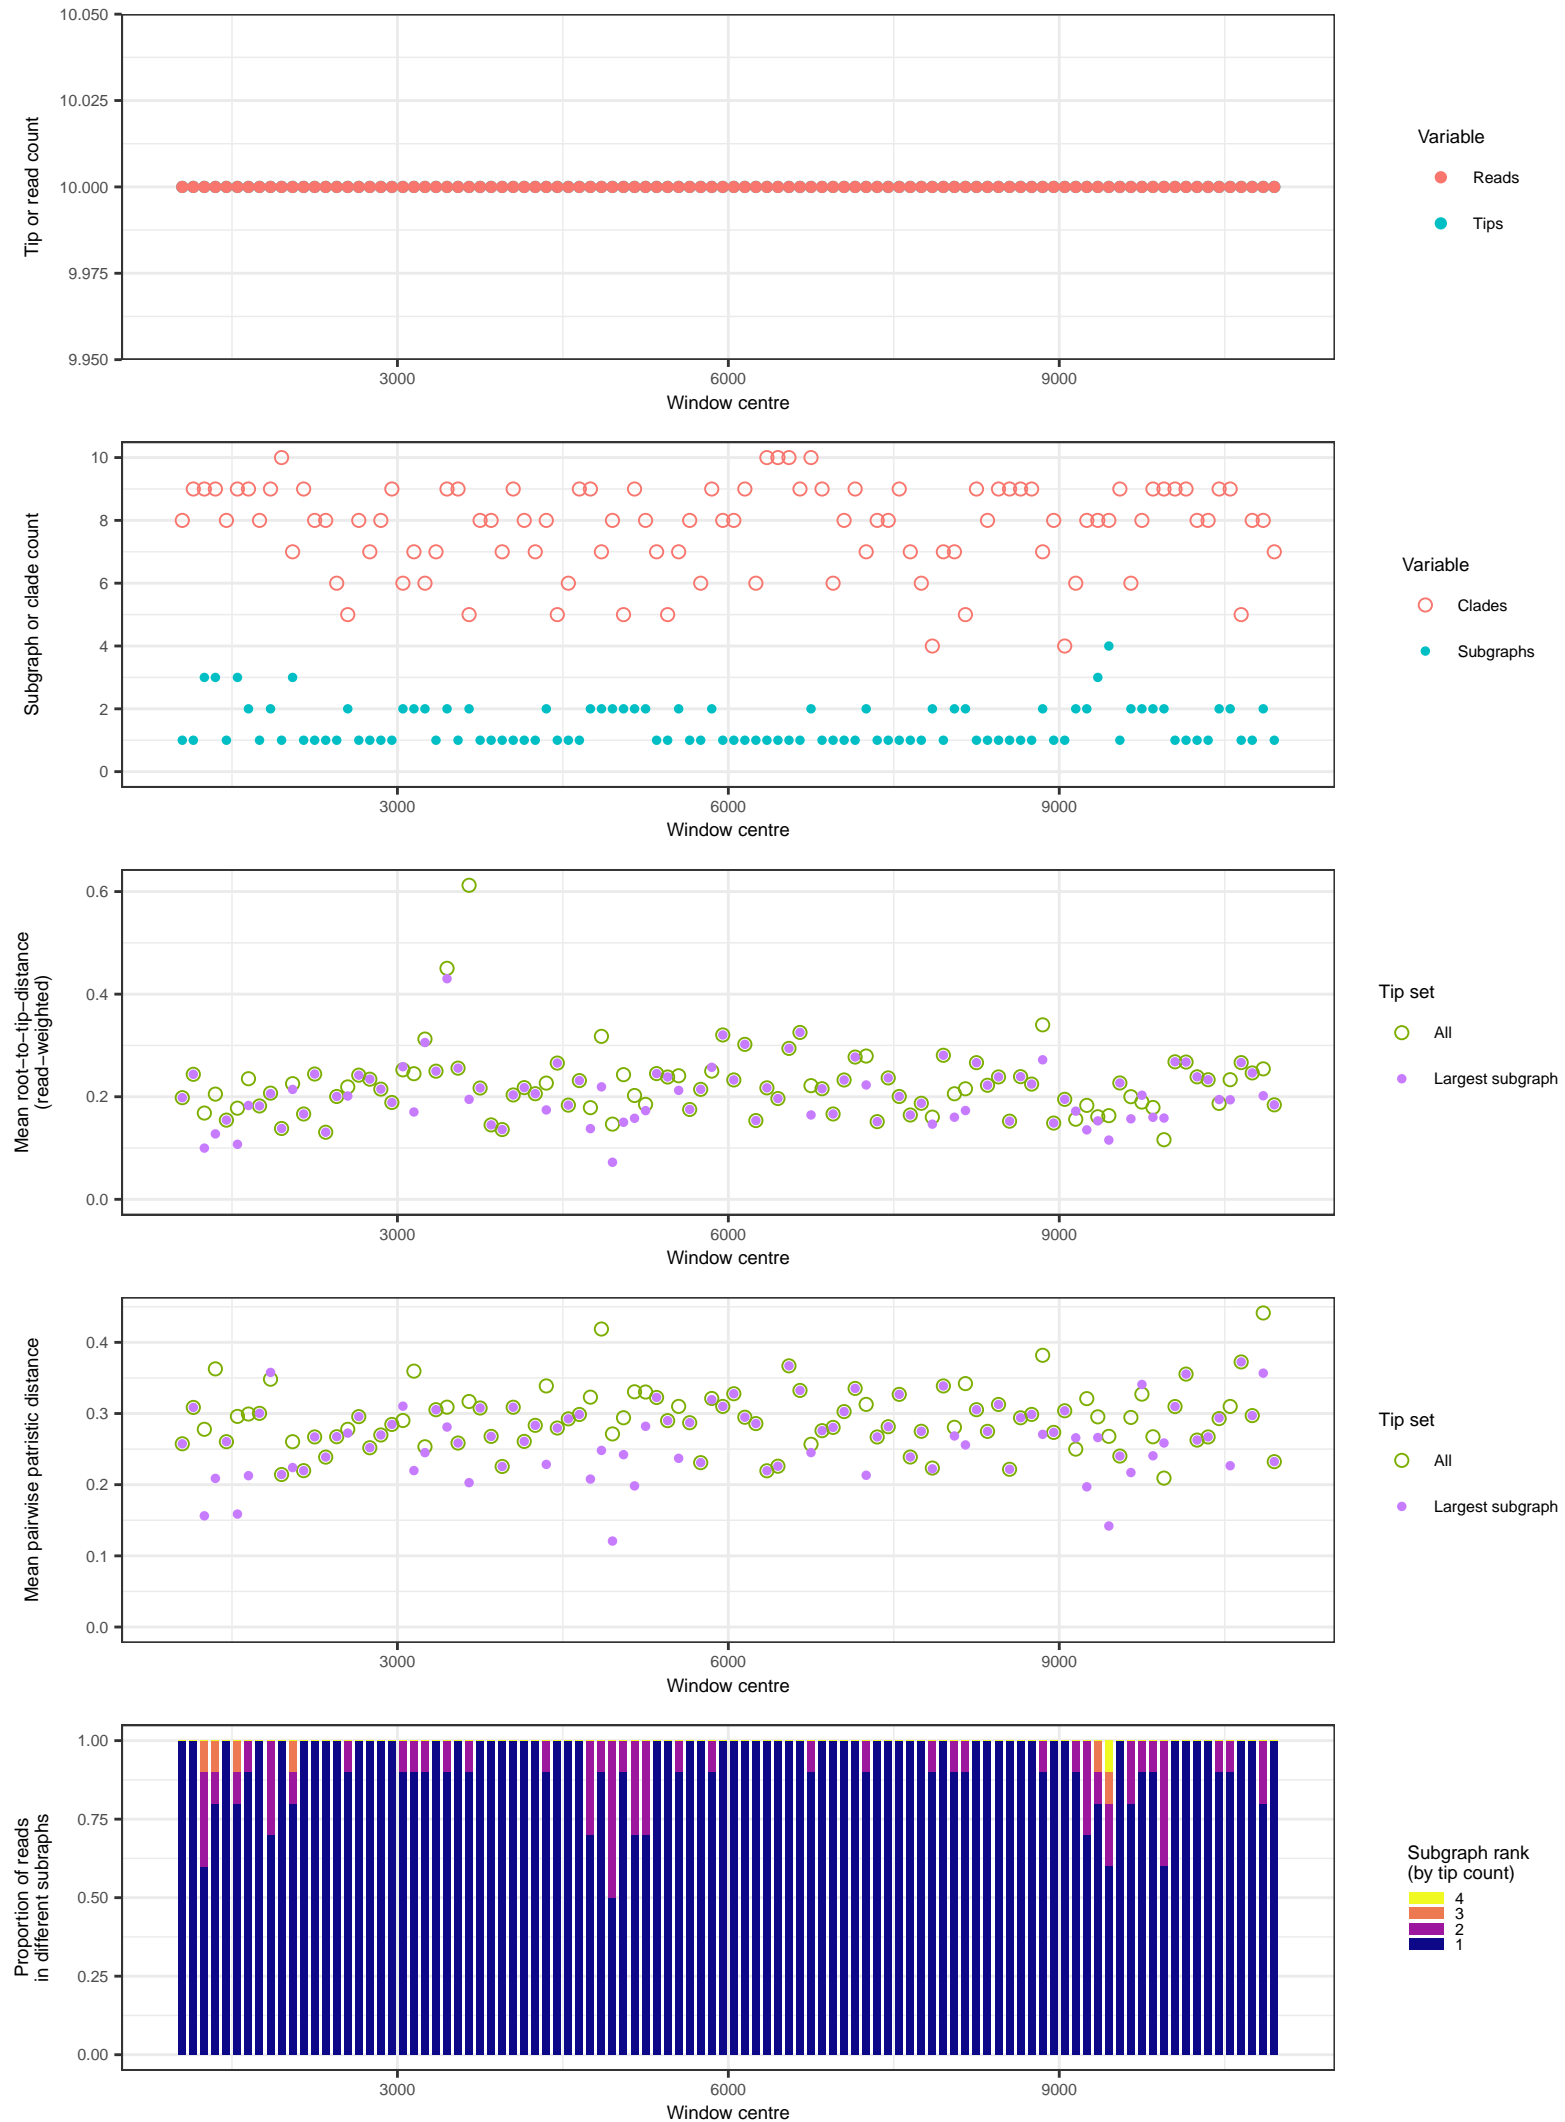 10.050
10.025
10.000
9.975
9.950
Tip or read count
3000
6000
9000
Window centre
Variable
Reads
Tips
10
8
6
4
2
0
Subgraph or clade count
3000
6000
9000
Window centre
Variable
Clades
Subgraphs
0.6
0.4
0.2
0.0
Mean root−to−tip−distance
(read−weighted)
3000
6000
9000
Window centre
Tip set
All
Largest subgraph
0.4
0.3
0.2
0.1
0.0
Mean pairwise patristic distance
3000
6000
9000
Window centre
Tip set
All
Largest subgraph
1.00
0.75
0.50
0.25
0.00
Proportion of reads
in different subraphs
3000
6000
9000
Window centre
Subgraph rank
(by tip count)
4
3
2
1